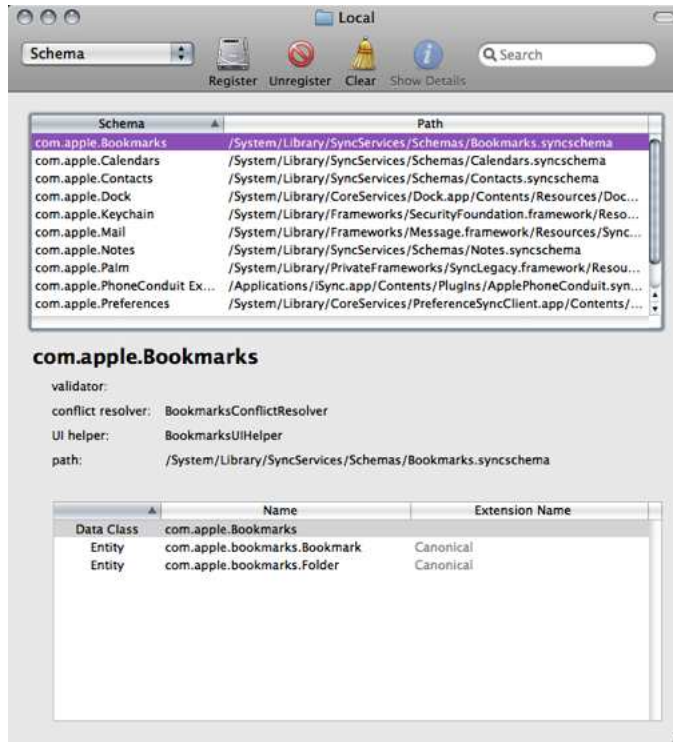 Local
Schema
Search
Register Unregister Clear Show Details
Schema Path
com.apple.Bookmarks /System/Library/SyncServices/Schemas/Bookmarks.syncschema
com.apple.Calendars /System/Library/SyncServices/Schemas/Calendars.syncschema
com.apple.Contacts /System/Library/SyncServices/Schemas/Contacts.syncschema
com.apple.Dock /System/Library/CoreServices/Dock.app/Contents/Resources/Doc...
com.apple.Keychain /System/Library/Frameworks/SecurityFoundation.framework/Reso...
com.apple.Mail /System/Library/Frameworks/Message.framework/Resources/Sync...
com.apple.Notes /System/Library/SyncServices/Schemas/Notes.syncschema
com.apple.Palm /System/Library/PrivateFrameworks/SyncLegacy.framework/Resou...
com.apple.PhoneConduit Ex... /Applications/iSync.app/Contents/PlugIns/ApplePhoneConduit.syn...
com.apple.Preferences /System/Library/CoreServices/PreferenceSyncClient.app/Contents/...
com.apple.Bookmarks
validator:
conflict resolver: BookmarksConflictResolver
UI helper: BookmarksUIHelper
path: /System/Library/SyncServices/Schemas/Bookmarks.syncschema
Name Extension Name
Data Class com.apple.Bookmarks
Entity com.apple.bookmarks.Bookmark Canonical
Entity com.apple.bookmarks.Folder Canonical